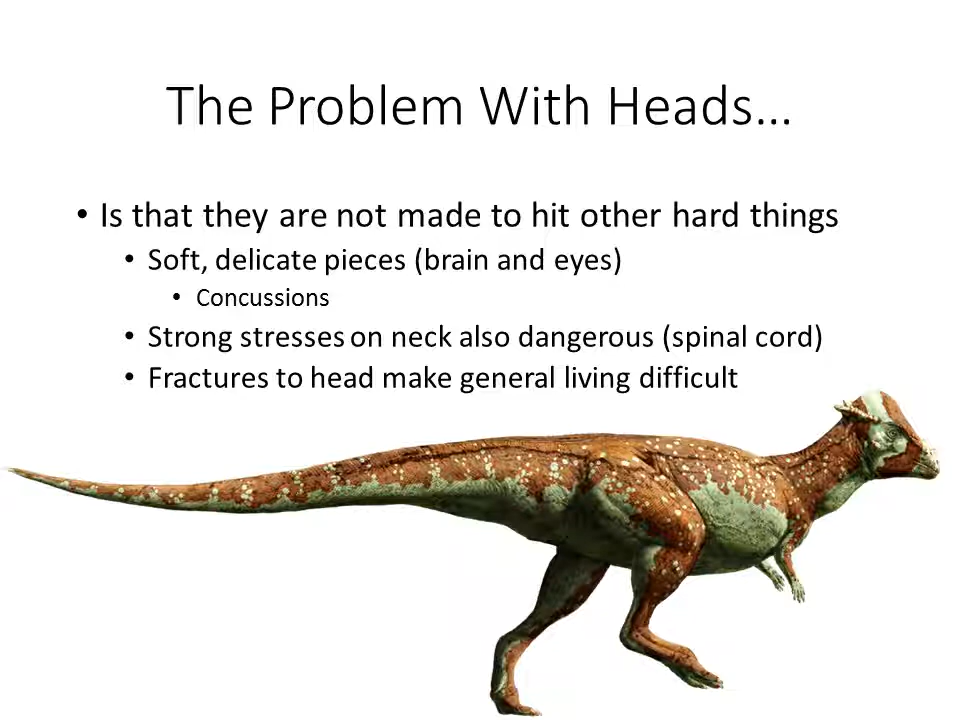 The Problem With Heads...
• Is that they are not made to hit other hard things
• Soft, delicate pieces (brain and eyes)
• Concussions
• Strong stresses on neck also dangerous (spinal cord)
• Fractures to head make general living difficult